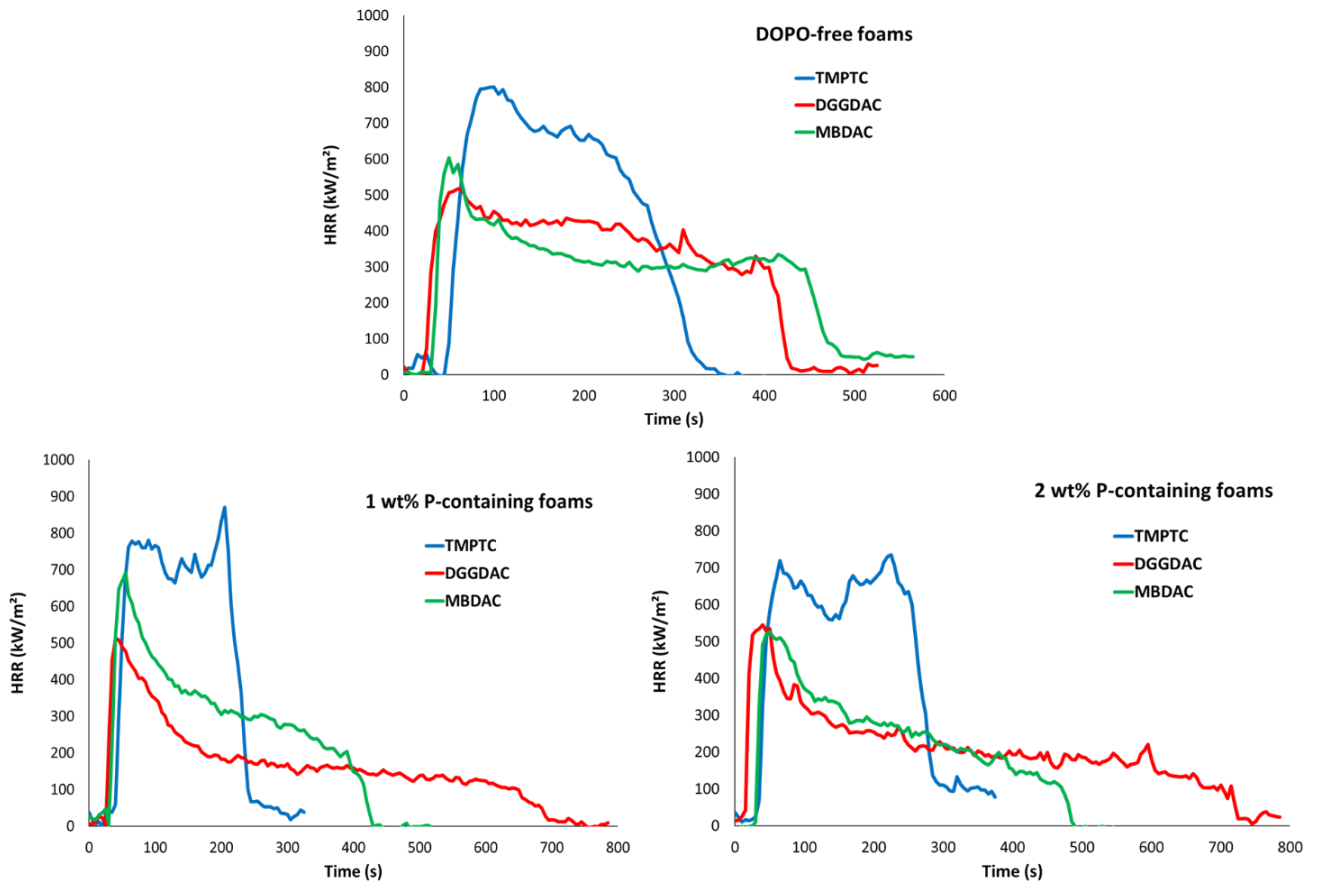 DOPO-free foams
TMPTC
DGGDAC
MBDAC
HRR (kW/m²)
1000
900
800
700
600
500
400
300
200
100
0
0 100 200 300 400 500 600
Time (s)
1 wt% P-containing foams
TMPTC
DGGDAC
MBDAC
HRR (kW/m²)
1000
900
800
700
600
500
400
300
200
100
0
0 100 200 300 400 500 600 700 800
Time (s)
2 wt% P-containing foams
TMPTC
DGGDAC
MBDAC
HRR (kW/m²)
1000
900
800
700
600
500
400
300
200
100
0
0 100 200 300 400 500 600 700 800
Time (s)